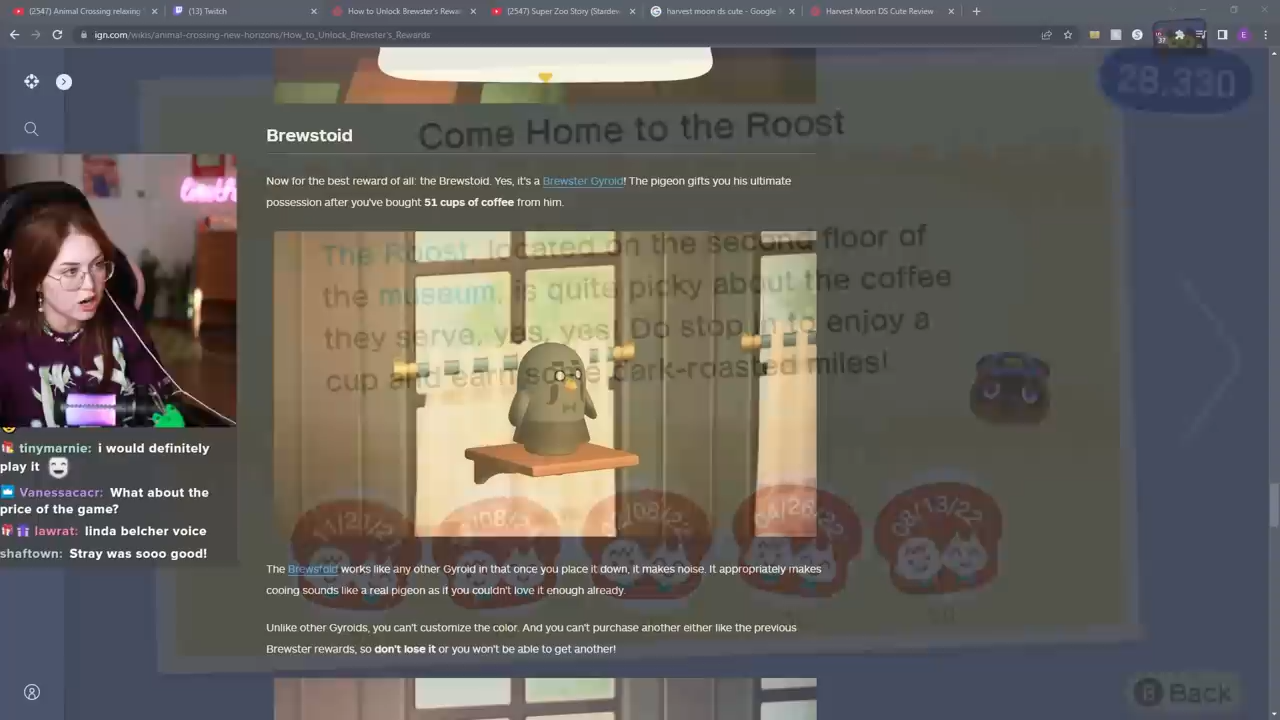 (2547) Animal Crossing relaxing
(13) Twitch
How to Unlock Brewster's Rewar
(2547) Super Zoo Story (Stardew
harvest moon ds cute - Google
Harvest Moon DS Cute Review
ign.com/wikis/animal-crossing-new-horizons/How_to_Unlock_Brewster's_Rewards
28,330
Brewstoid
Come Home to the Roost
Now for the best reward of all: the Brewstoid. Yes, it's a Brewster Gyroid! The pigeon gifts you his ultimate
possession after you've bought 51 cups of coffee from him.
The Roost, located on the second floor of
the museum, is quite picky about the coffee
they serve, yes, yes! Do stop in to enjoy a
cup and earn some dark-roasted miles!
tinymarnie: i would definitely
play it
Vanessacacr: What about the
price of the game?
lawrat: linda belcher voice
shaftown: Stray was sooo good!
04/26/22
08/13/22
The Brewstoid works like any other Gyroid in that once you place it down, it makes noise. It appropriately makes
cooing sounds like a real pigeon as if you couldn't love it enough already.
Unlike other Gyroids, you can't customize the color. And you can't purchase another either like the previous
Brewster rewards, so don't lose it or you won't be able to get another!
B Back